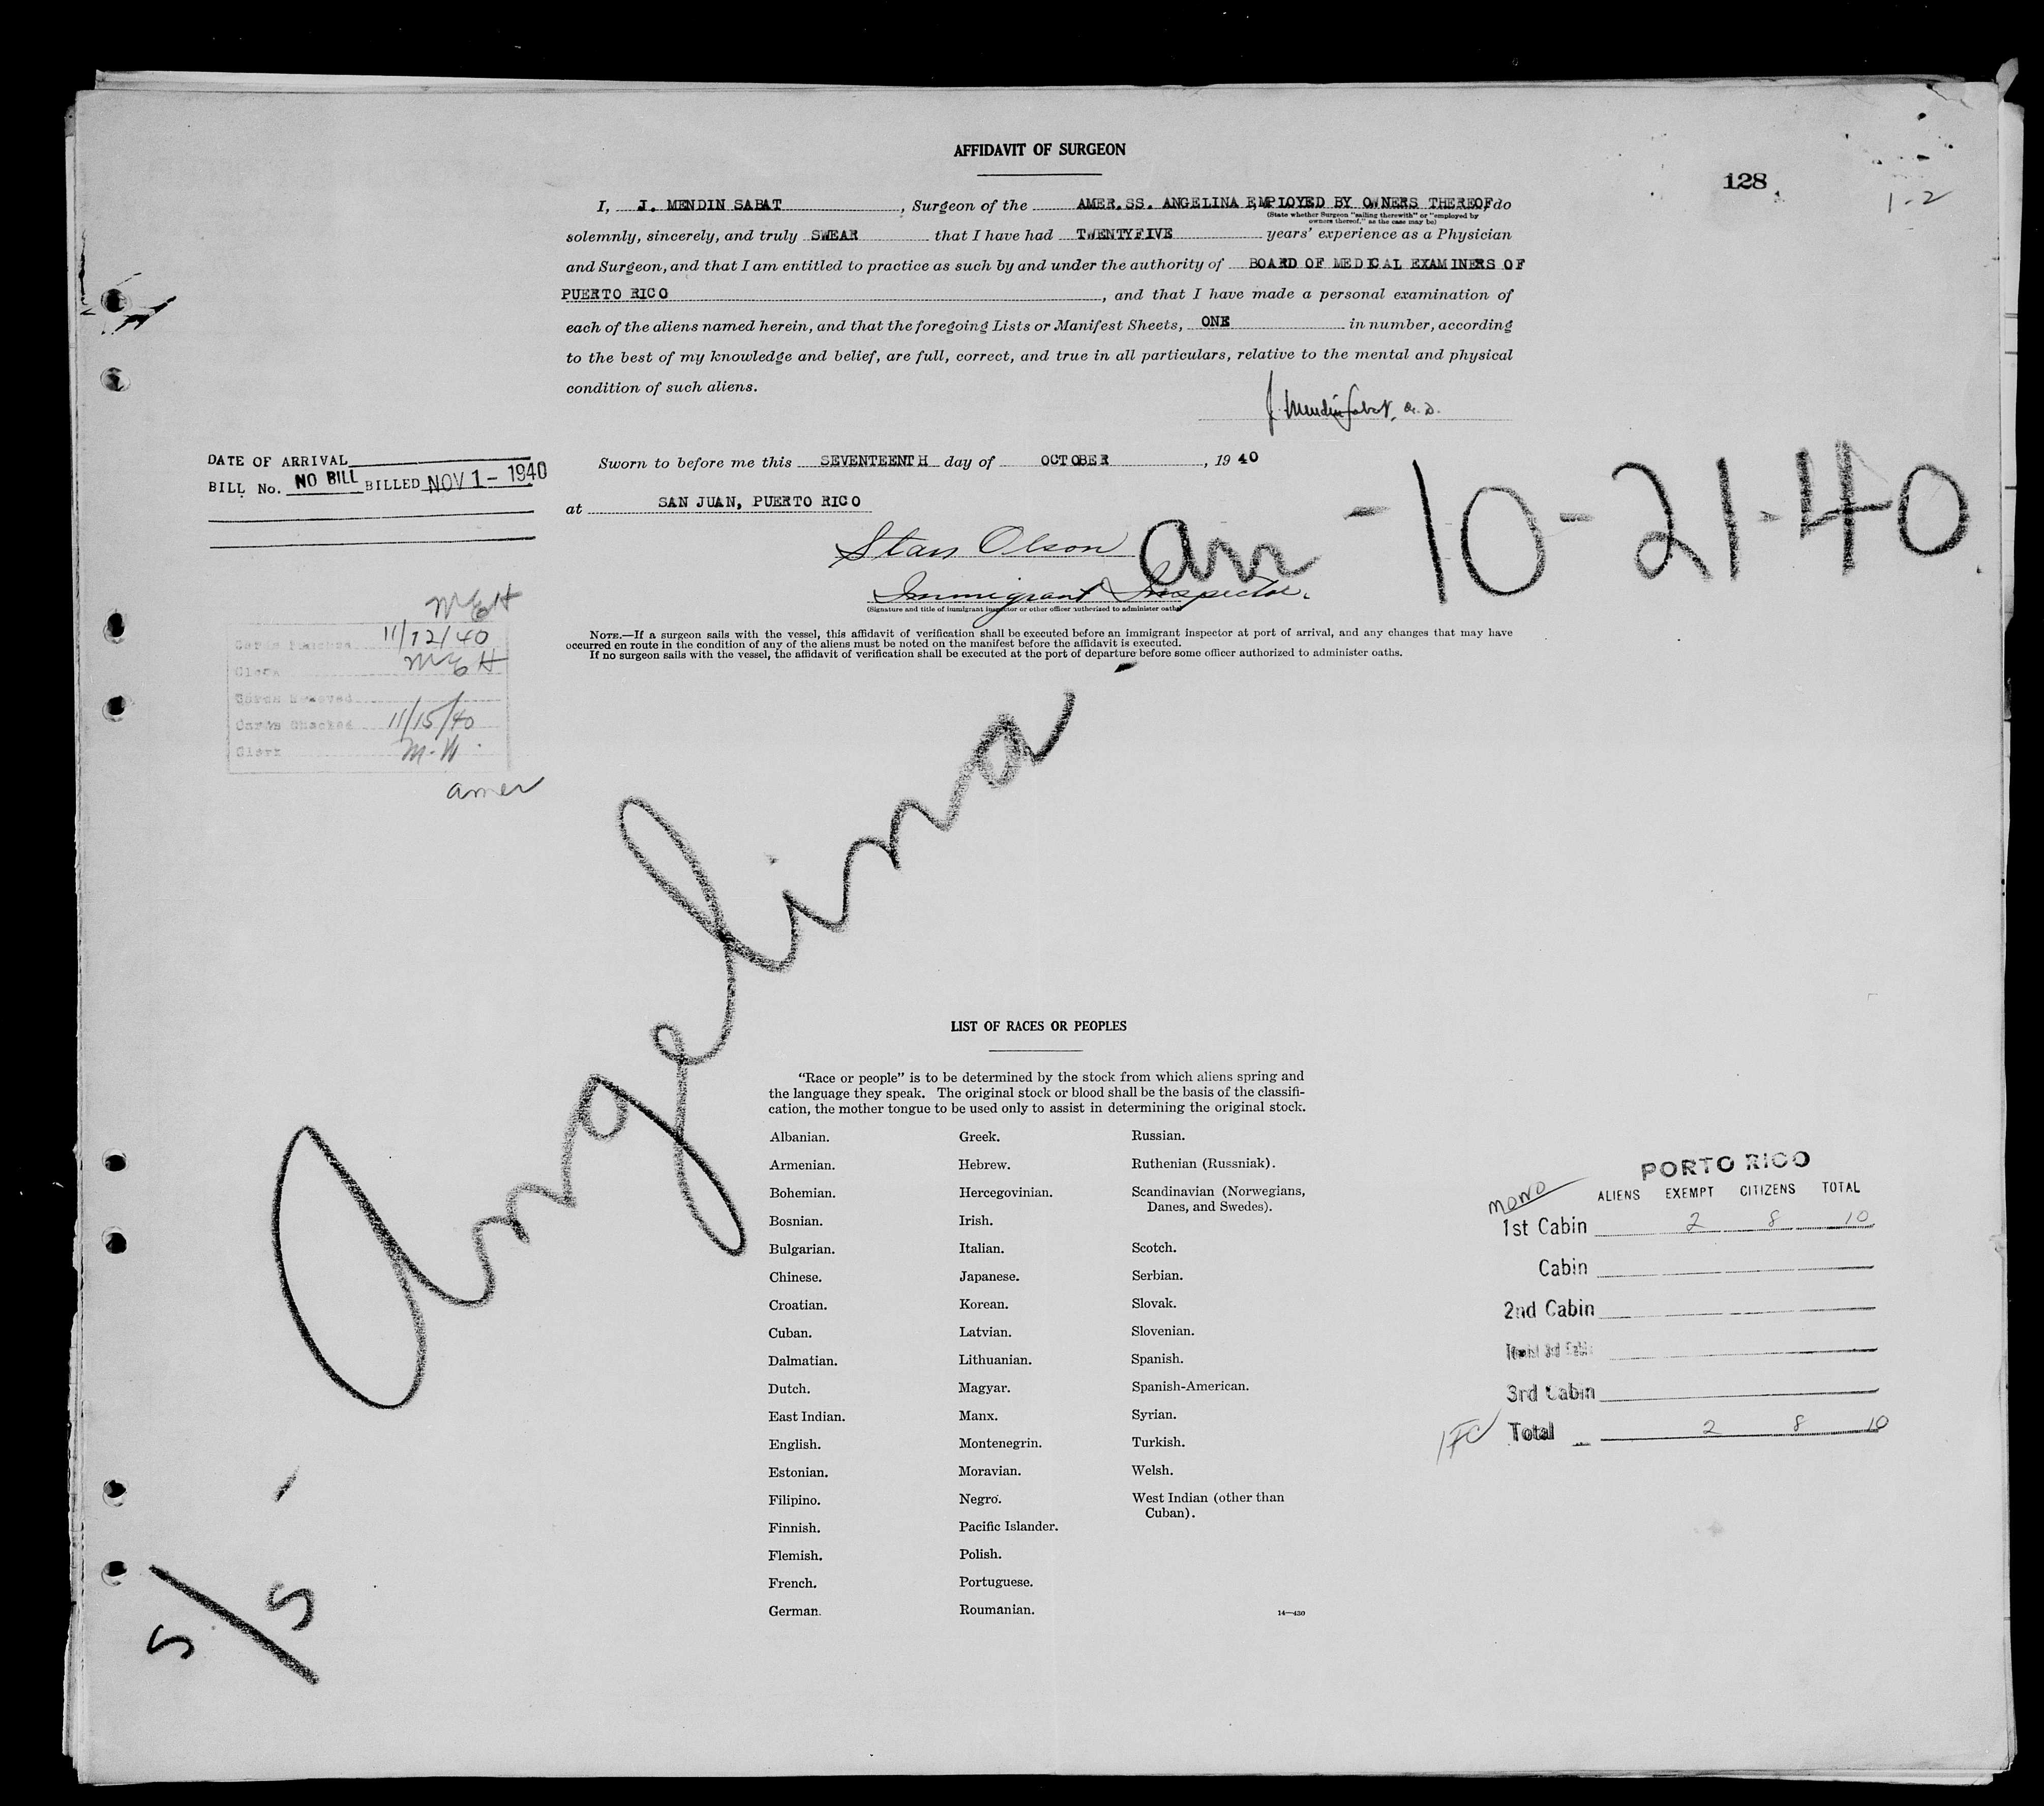 AFFIDAVIT OF SURGEON
128
1-2
I, J. MENDIN SABAT, Surgeon of the AMER. SS. ANGELINA EMPLOYED BY OWNERS THEREOF, do
(State whether Surgeon "sailing therewith" or "employed by
owners thereof," as the case may be)
solemnly, sincerely, and truly SWEAR that I have had TWENTYFIVE years' experience as a Physician
and Surgeon, and that I am entitled to practice as such by and under the authority of BOARD OF MEDICAL EXAMINERS OF
PUERTO RICO, and that I have made a personal examination of
each of the aliens named herein, and that the foregoing Lists or Manifest Sheets, ONE in number, according
to the best of my knowledge and belief, are full, correct, and true in all particulars, relative to the mental and physical
condition of such aliens.
J. Mendin Sabat, M.D.
DATE OF ARRIVAL
BILL No. NO BILL BILLED NOV 1 - 1940
Sworn to before me this SEVENTEENTH day of OCTOBER, 1940
at SAN JUAN, PUERTO RICO
Olson
Immigrant Inspector.
(Signature and title of immigrant inspector or other officer authorized to administer oaths)
arr - 10-21-40
NOTE.—If a surgeon sails with the vessel, this affidavit of verification shall be executed before an immigrant inspector at port of arrival, and any changes that may have
occurred en route in the condition of any of the aliens must be noted on the manifest before the affidavit is executed.
If no surgeon sails with the vessel, the affidavit of verification shall be executed at the port of departure before some officer authorized to administer oaths.
MEH
11/12/40
Clerk MEH
Cards Checked 11/15/40
Clerk M.H.
amer
S/S - Angelina
LIST OF RACES OR PEOPLES
"Race or people" is to be determined by the stock from which aliens spring and
the language they speak. The original stock or blood shall be the basis of the classifi-
cation, the mother tongue to be used only to assist in determining the original stock.
Albanian.
Armenian.
Bohemian.
Bosnian.
Bulgarian.
Chinese.
Croatian.
Cuban.
Dalmatian.
Dutch.
East Indian.
English.
Estonian.
Filipino.
Finnish.
Flemish.
French.
German.
Greek.
Hebrew.
Hercegovinian.
Irish.
Italian.
Japanese.
Korean.
Latvian.
Lithuanian.
Magyar.
Manx.
Montenegrin.
Moravian.
Negro.
Pacific Islander.
Polish.
Portuguese.
Roumanian.
Russian.
Ruthenian (Russniak).
Scandinavian (Norwegians,
Danes, and Swedes).
Scotch.
Serbian.
Slovak.
Slovenian.
Spanish.
Spanish-American.
Syrian.
Turkish.
Welsh.
West Indian (other than
Cuban).
14—430
PORTO RICO
ALIENS EXEMPT CITIZENS TOTAL
1st Cabin 2 8 10
Cabin
2nd Cabin
3rd Cabin
Total 2 8 10